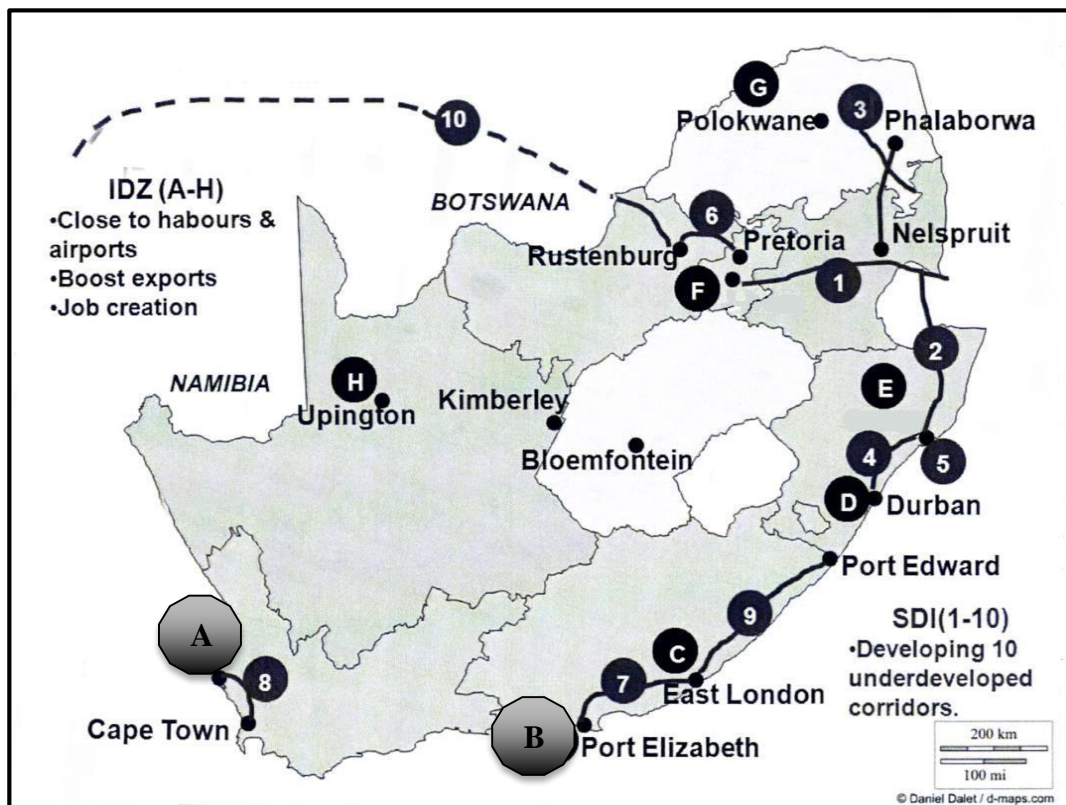 G
Polokwane
3
Phalaborwa
10
IDZ (A-H)
•Close to habours &
airports
•Boost exports
•Job creation
BOTSWANA
6
Rustenburg
Pretoria
Nelspruit
F
1
2
NAMIBIA
H
Upington
Kimberley
E
Bloemfontein
4
5
D
Durban
Port Edward
A
8
Cape Town
9
C
7
East London
B
Port Elizabeth
SDI(1-10)
•Developing 10
underdeveloped
corridors.
200 km
100 mi
© Daniel Dalet / d-maps.com